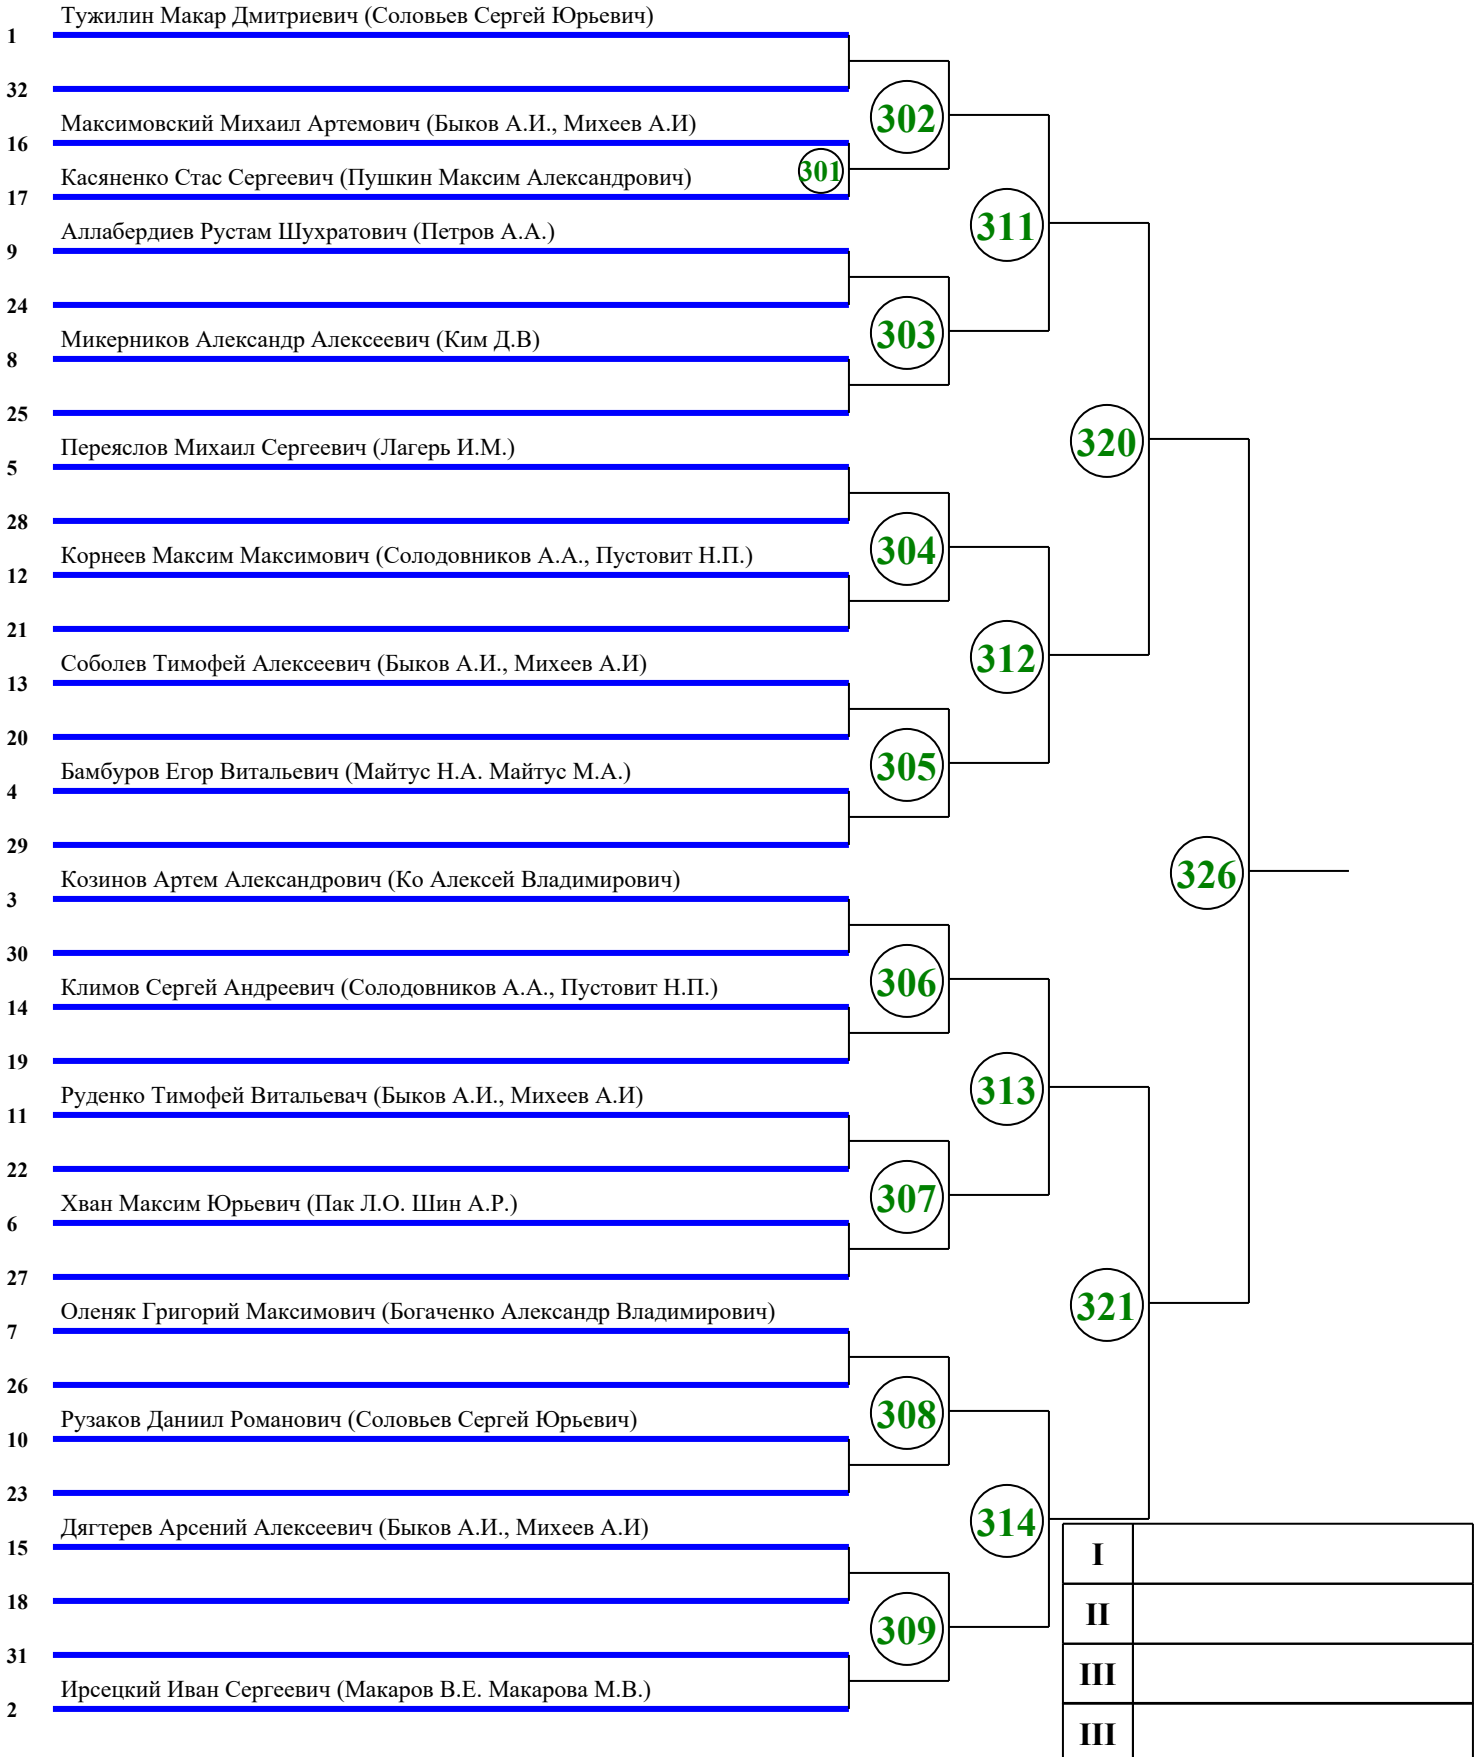 Тужилин Макар Дмитриевич (Соловьев Сергей Юрьевич)
1
32
302
Максимовский Михаил Артемович (Быков А.И., Михеев А.И)
16
301
Касяненко Стас Сергеевич (Пушкин Максим Александрович)
17
311
Аллабердиев Рустам Шухратович (Петров А.А.)
9
24
303
Микерников Александр Алексеевич (Ким Д.В)
8
25
320
Переяслов Михаил Сергеевич (Лагерь И.М.)
5
28
304
Корнеев Максим Максимович (Солодовников А.А., Пустовит Н.П.)
12
21
312
Соболев Тимофей Алексеевич (Быков А.И., Михеев А.И)
13
20
305
Бамбуров Егор Витальевич (Майтус Н.А. Майтус М.А.)
4
29
326
Козинов Артем Александрович (Ко Алексей Владимирович)
3
30
306
Климов Сергей Андреевич (Солодовников А.А., Пустовит Н.П.)
14
19
313
Руденко Тимофей Витальевач (Быков А.И., Михеев А.И)
11
22
307
Хван Максим Юрьевич (Пак Л.О. Шин А.Р.)
6
27
321
Оленяк Григорий Максимович (Богаченко Александр Владимирович)
7
26
308
Рузаков Даниил Романович (Соловьев Сергей Юрьевич)
10
23
314
Дягтерев Арсений Алексеевич (Быков А.И., Михеев А.И)
15
18
309
31
Ирсецкий Иван Сергеевич (Макаров В.Е. Макарова М.В.)
2
I
II
III
III